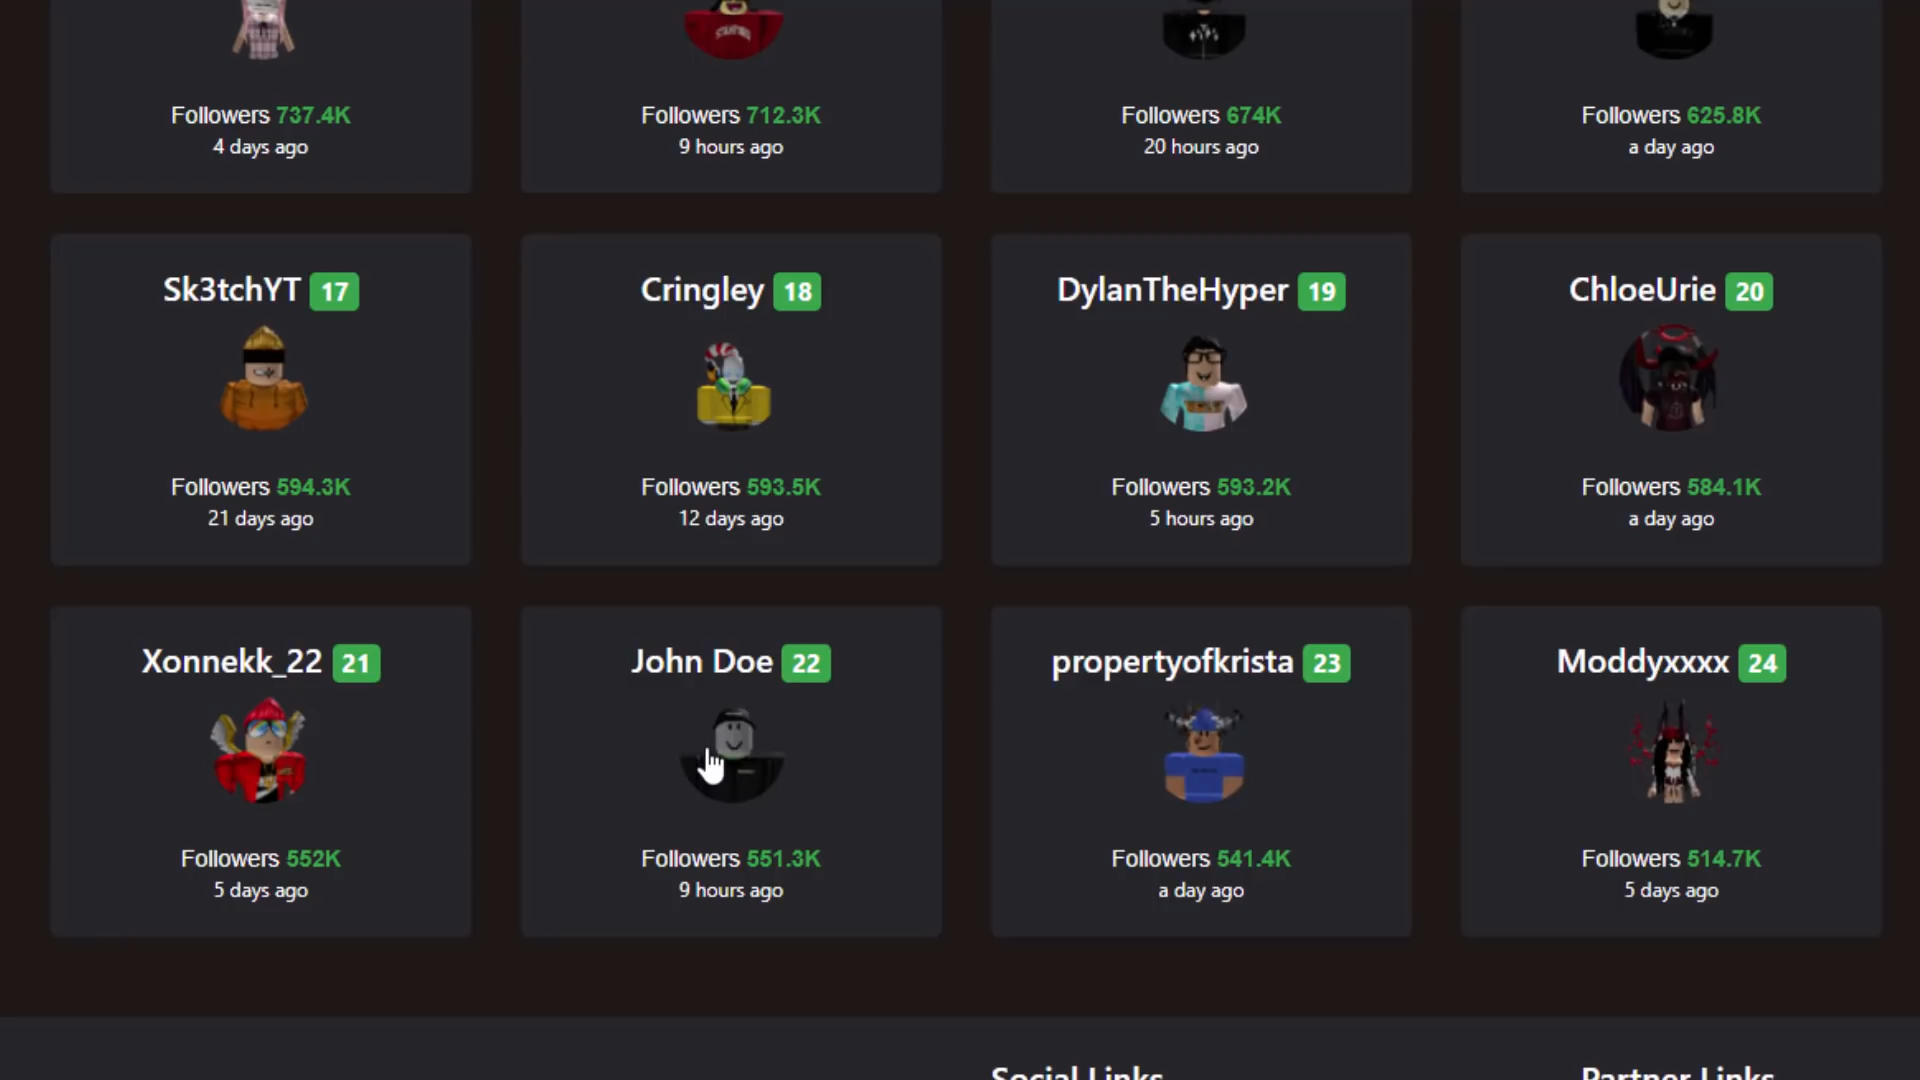 Followers 737.4K
4 days ago
Followers 712.3K
9 hours ago
Followers 674K
20 hours ago
Followers 625.8K
a day ago
Sk3tchYT 17
Followers 594.3K
21 days ago
Cringley 18
Followers 593.5K
12 days ago
DylanTheHyper 19
Followers 593.2K
5 hours ago
ChloeUrie 20
Followers 584.1K
a day ago
Xonnekk_22 21
Followers 552K
5 days ago
John Doe 22
Followers 551.3K
9 hours ago
propertyofkrista 23
Followers 541.4K
a day ago
Moddyxxxx 24
Followers 514.7K
5 days ago
Social Links
Partner Links